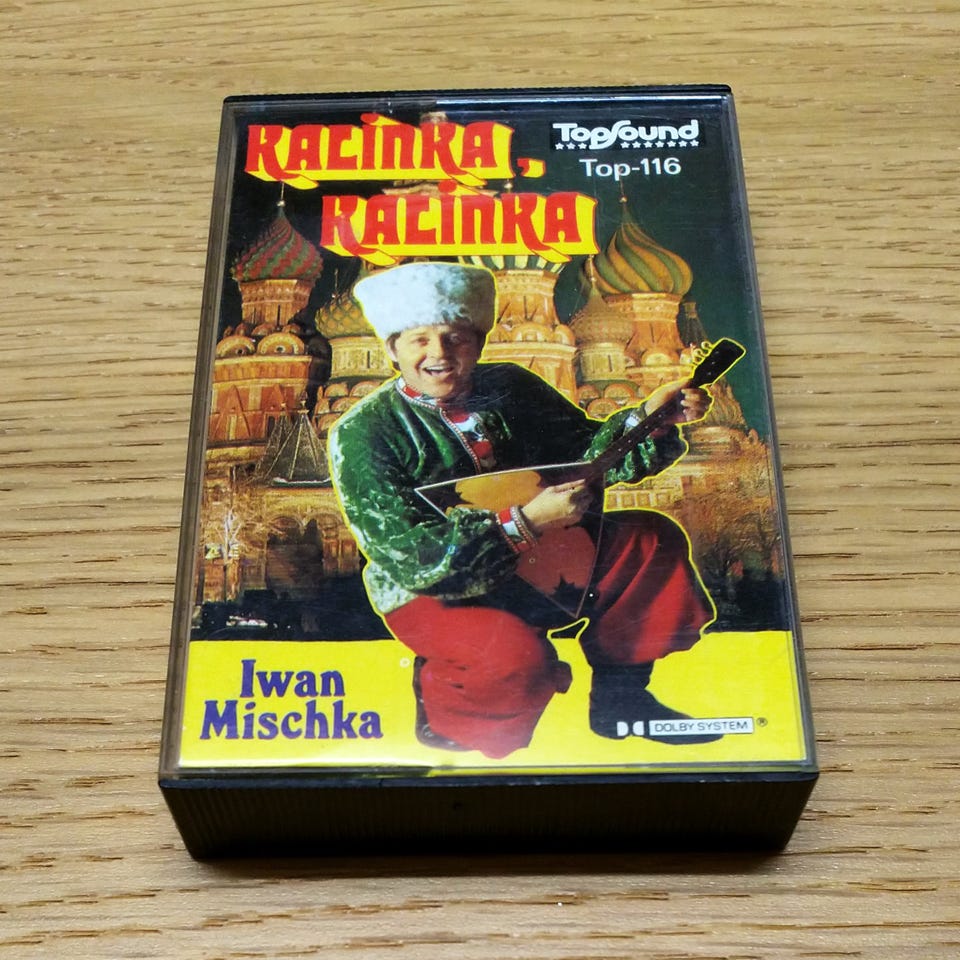 KALINKA,
KALINKA
TopSound
Top-116
Iwan
Mischka
DOLBY SYSTEM ®